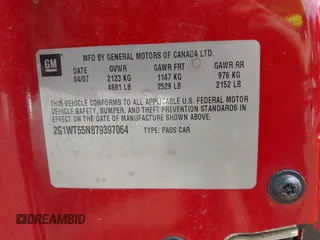 GM
MFD BY GENERAL MOTORS OF CANADA LTD.
DATE GVWR GAWR FRT GAWR RR
04/07 2123 KG 1147 KG 976 KG
4681 LB 2529 LB 2152 LB
THIS VEHICLE CONFORMS TO ALL APPLICABLE U.S. FEDERAL MOTOR
VEHICLE SAFETY, BUMPER, AND THEFT PREVENTION STANDARDS IN
EFFECT ON THE DATE OF MANUFACTURE SHOWN ABOVE.
2G1WT55N879397064 TYPE: PASS CAR
DREAMBID